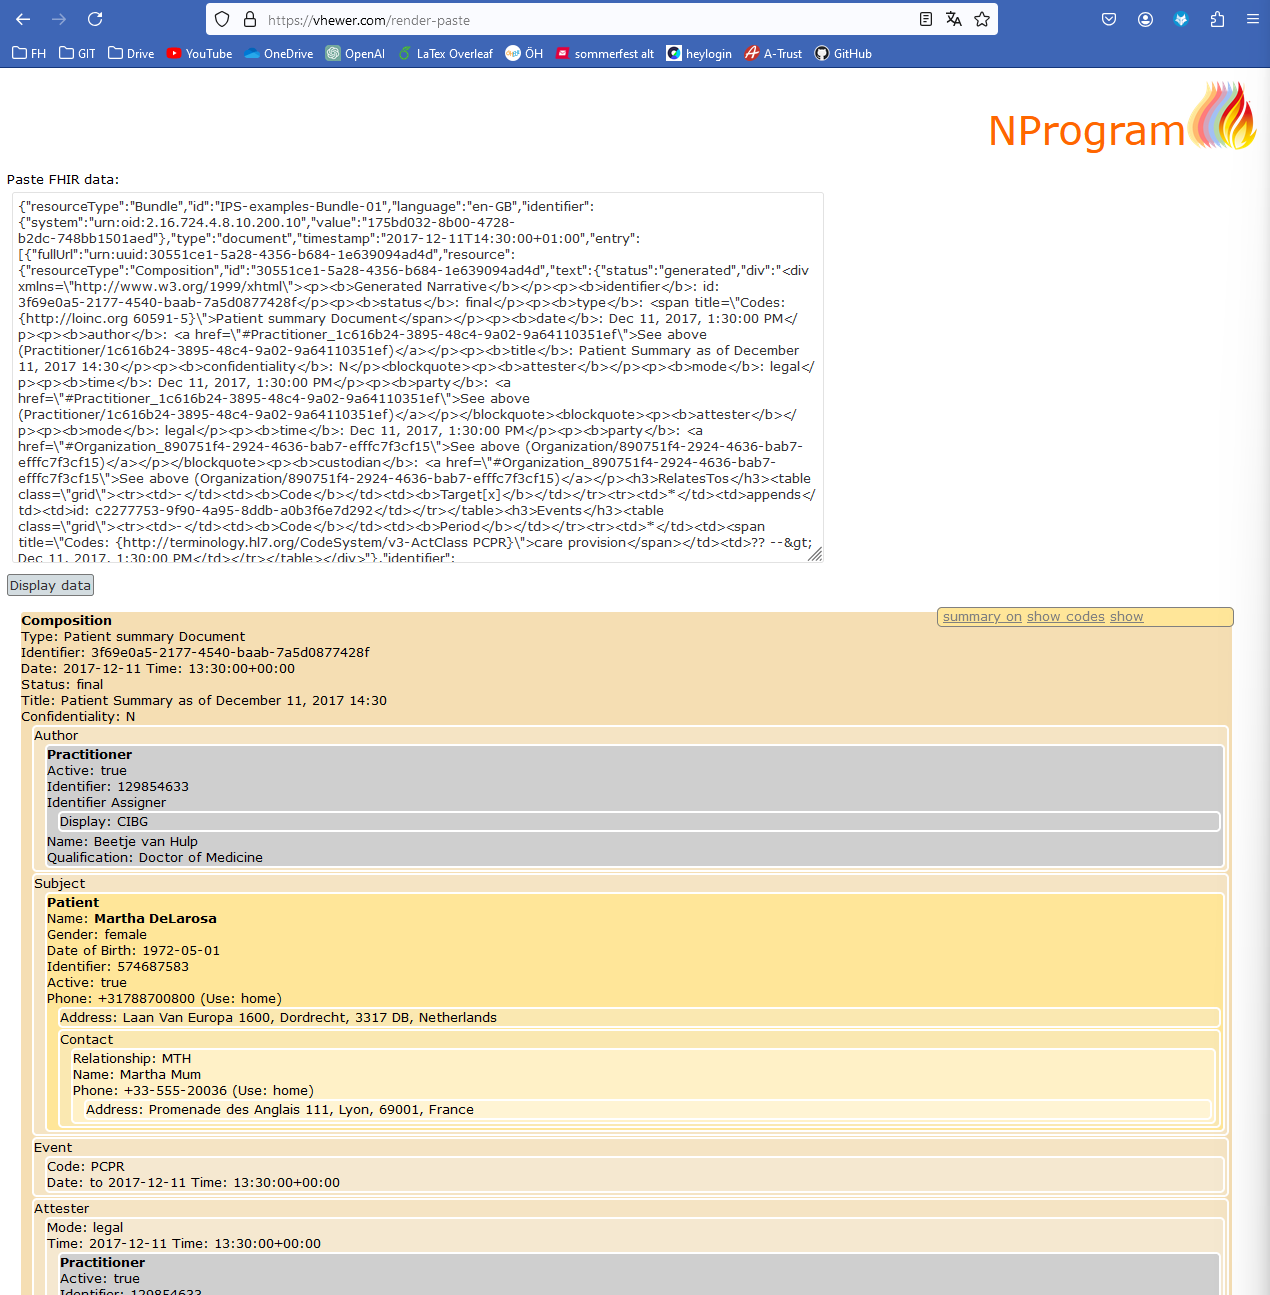 https://vhewer.com/render-paste
FH GIT Drive YouTube OneDrive OpenAI LaTex Overleaf ÖH sommerfest alt heylogin A-Trust GitHub
NProgram
Paste FHIR data:
{"resourceType":"Bundle","id":"IPS-examples-Bundle-01","language":"en-GB","identifier":
{"system":"urn:oid:2.16.724.4.8.10.200.10","value":"175bd032-8b00-4728-
b2dc-748bb1501aed"},"type":"document","timestamp":"2017-12-11T14:30:00+01:00","entry":
[{"fullUrl":"urn:uuid:30551ce1-5a28-4356-b684-1e639094ad4d","resource":
{"resourceType":"Composition","id":"30551ce1-5a28-4356-b684-1e639094ad4d","text":{"status":"generated","div":"<div
xmlns=\"http://www.w3.org/1999/xhtml\"><p><b>Generated Narrative</b></p><p><b>identifier</b>: id:
3f69e0a5-2177-4540-baab-7a5d0877428f</p><p><b>status</b>: final</p><p><b>type</b>: <span title=\"Codes:
{http://loinc.org 60591-5}\">Patient summary Document</span></p><p><b>date</b>: Dec 11, 2017, 1:30:00 PM</
p><p><b>author</b>: <a href=\"#Practitioner_1c616b24-3895-48c4-9a02-9a64110351ef\">See above
(Practitioner/1c616b24-3895-48c4-9a02-9a64110351ef)</a></p><p><b>title</b>: Patient Summary as of December
11, 2017 14:30</p><p><b>confidentiality</b>: N</p><blockquote><p><b>attester</b></p><p><b>mode</b>: legal</
p><p><b>time</b>: Dec 11, 2017, 1:30:00 PM</p><p><b>party</b>: <a
href=\"#Practitioner_1c616b24-3895-48c4-9a02-9a64110351ef\">See above
(Practitioner/1c616b24-3895-48c4-9a02-9a64110351ef)</a></p></blockquote><blockquote><p><b>attester</b></
p><p><b>mode</b>: legal</p><p><b>time</b>: Dec 11, 2017, 1:30:00 PM</p><p><b>party</b>: <a
href=\"#Organization_890751f4-2924-4636-bab7-efffc7f3cf15\">See above (Organization/890751f4-2924-4636-bab7-
efffc7f3cf15)</a></p></blockquote><p><b>custodian</b>: <a href=\"#Organization_890751f4-2924-4636-bab7-
efffc7f3cf15\">See above (Organization/890751f4-2924-4636-bab7-efffc7f3cf15)</a></p><h3>RelatesTos</h3><table
class=\"grid\"><tr><td>-</td><td><b>Code</b></td><td><b>Target[x]</b></td></tr><tr><td>*</td><td>appends</
td><td>id: c2277753-9f90-4a95-8ddb-a0b3f6e7d292</td></tr></table><h3>Events</h3><table
class=\"grid\"><tr><td>-</td><td><b>Code</b></td><td><b>Period</b></td></tr><tr><td>*</td><td><span
title=\"Codes: {http://terminology.hl7.org/CodeSystem/v3-ActClass PCPR}\">care provision</span></td><td>?? --&gt;
Dec 11, 2017, 1:30:00 PM</td></tr></table></div>"},"identifier":
Display data
summary on show codes show
Composition
Type: Patient summary Document
Identifier: 3f69e0a5-2177-4540-baab-7a5d0877428f
Date: 2017-12-11 Time: 13:30:00+00:00
Status: final
Title: Patient Summary as of December 11, 2017 14:30
Confidentiality: N
Author
Practitioner
Active: true
Identifier: 129854633
Identifier Assigner
Display: CIBG
Name: Beetje van Hulp
Qualification: Doctor of Medicine
Subject
Patient
Name: Martha DeLarosa
Gender: female
Date of Birth: 1972-05-01
Identifier: 574687583
Active: true
Phone: +31788700800 (Use: home)
Address: Laan Van Europa 1600, Dordrecht, 3317 DB, Netherlands
Contact
Relationship: MTH
Name: Martha Mum
Phone: +33-555-20036 (Use: home)
Address: Promenade des Anglais 111, Lyon, 69001, France
Event
Code: PCPR
Date: to 2017-12-11 Time: 13:30:00+00:00
Attester
Mode: legal
Time: 2017-12-11 Time: 13:30:00+00:00
Practitioner
Active: true
Identifier: 129854633